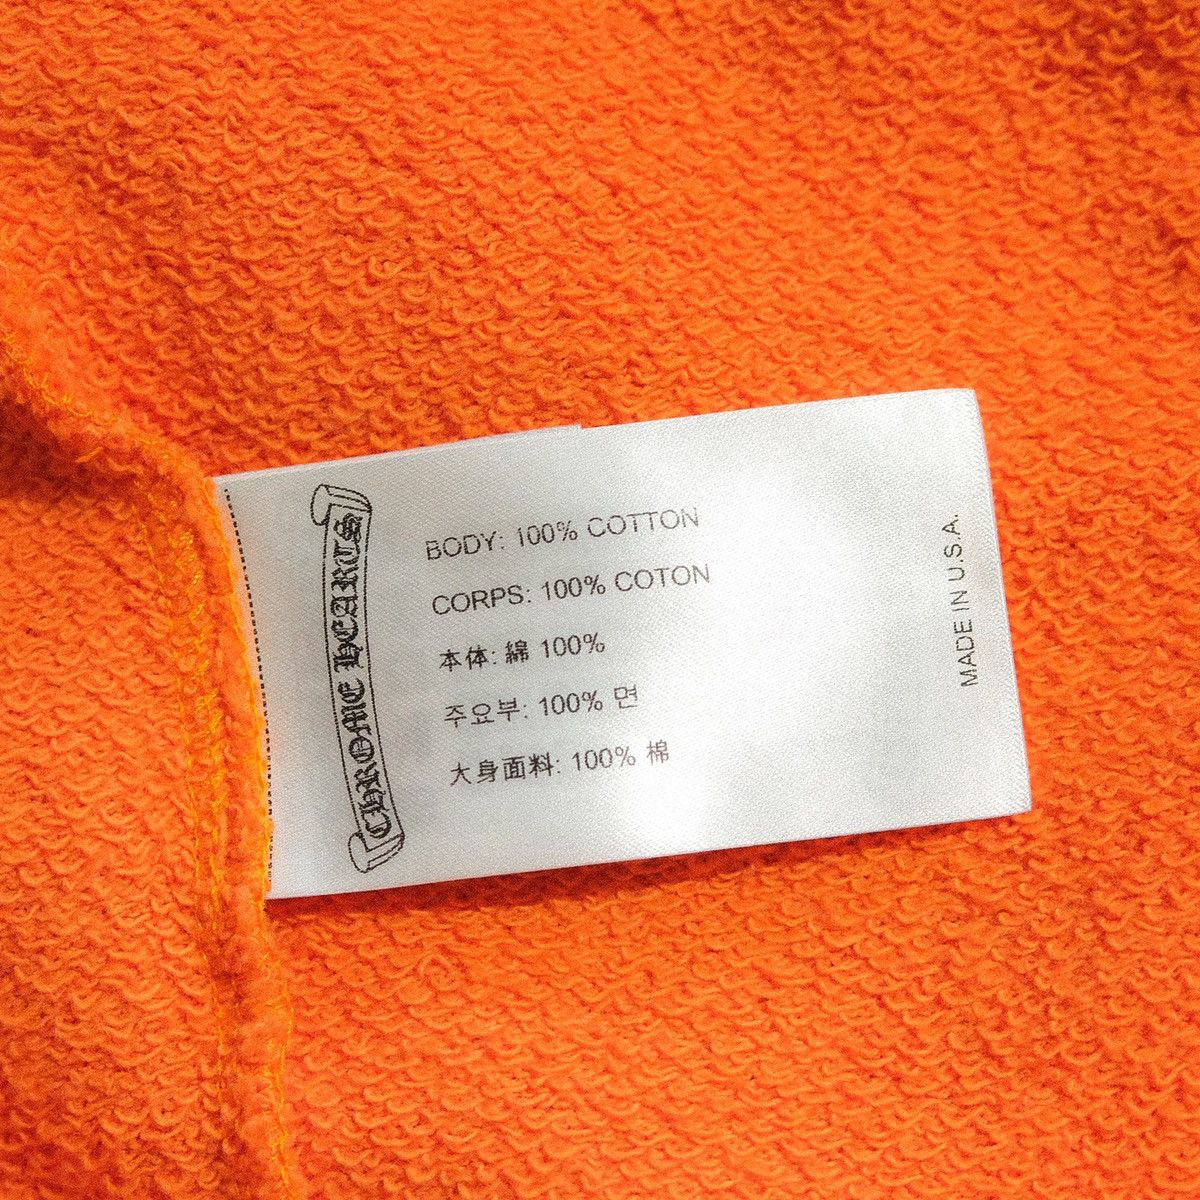 CHROME HEARTS
BODY: 100% COTTON
CORPS: 100% COTON
本体: 綿 100%
주요부: 100% 면
大身面料: 100% 棉
MADE IN U.S.A.